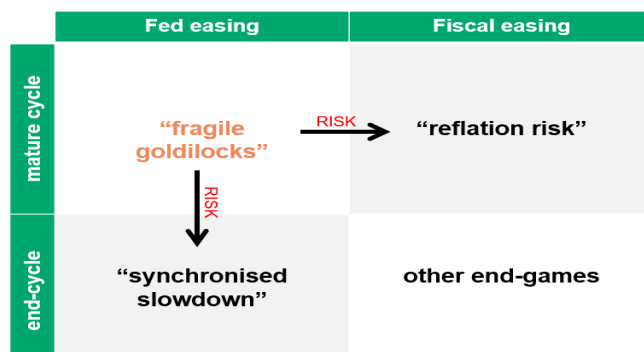 Fed easing
Fiscal easing
mature cycle
“fragile
goldilocks”
RISK
“reflation risk”
RISK
end-cycle
“synchronised
slowdown”
other end-games